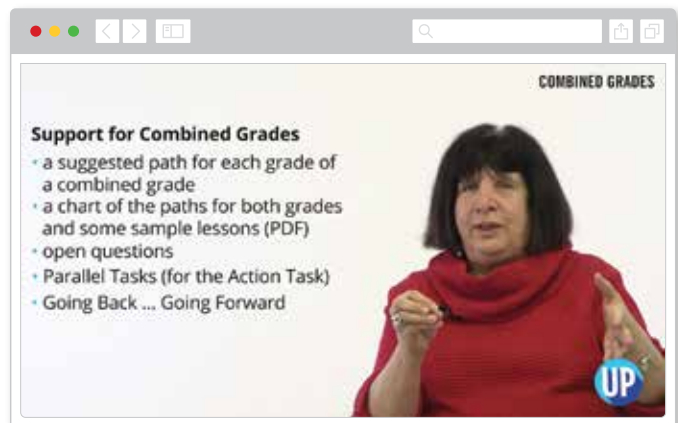 COMBINED GRADES
Support for Combined Grades
• a suggested path for each grade of
a combined grade
• a chart of the paths for both grades
and some sample lessons (PDF)
• open questions
• Parallel Tasks (for the Action Task)
• Going Back ... Going Forward
UP